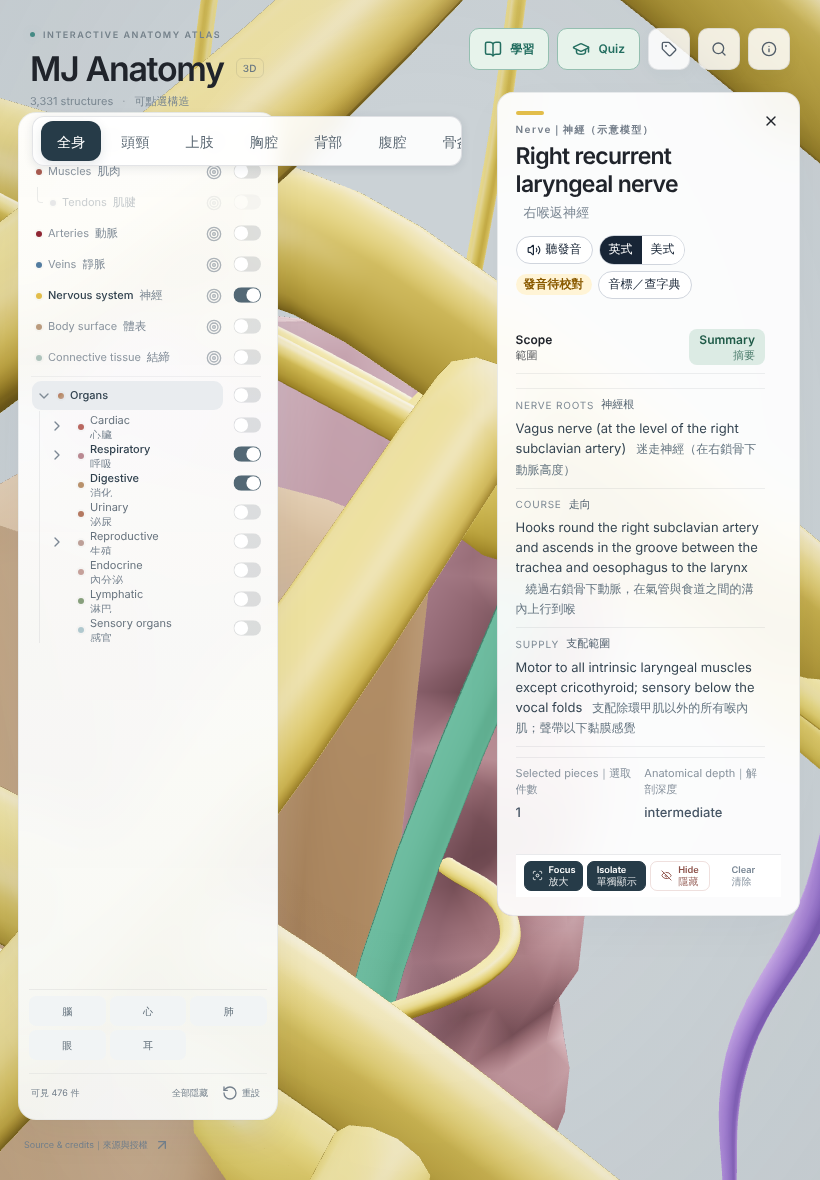 INTERACTIVE ANATOMY ATLAS
MJ Anatomy 3D
3,331 structures · 可點選構造
學習
Quiz
全身 頭頸 上肢 胸腔 背部 腹腔
Muscles 肌肉
Tendons 肌腱
Arteries 動脈
Veins 靜脈
Nervous system 神經
Body surface 體表
Connective tissue 結締
Organs
Cardiac
心臟
Respiratory
呼吸
Digestive
消化
Urinary
泌尿
Reproductive
生殖
Endocrine
內分泌
Lymphatic
淋巴
Sensory organs
感官
腦 心 肺
眼 耳
可見 476 件 全部隱藏 重設
Source & credits｜來源與授權
Nerve｜神經（示意模型）
Right recurrent
laryngeal nerve
右喉返神經
聽發音 英式 美式
發音待校對 音標／查字典
Scope
範圍
Summary
摘要
NERVE ROOTS 神經根
Vagus nerve (at the level of the right
subclavian artery) 迷走神經（在右鎖骨下
動脈高度）
COURSE 走向
Hooks round the right subclavian artery
and ascends in the groove between the
trachea and oesophagus to the larynx
繞過右鎖骨下動脈，在氣管與食道之間的溝
內上行到喉
SUPPLY 支配範圍
Motor to all intrinsic laryngeal muscles
except cricothyroid; sensory below the
vocal folds 支配除環甲肌以外的所有喉內
肌；聲帶以下黏膜感覺
Selected pieces｜選取
件數
1
Anatomical depth｜解
剖深度
intermediate
Focus
放大
Isolate
單獨顯示
Hide
隱藏
Clear
清除